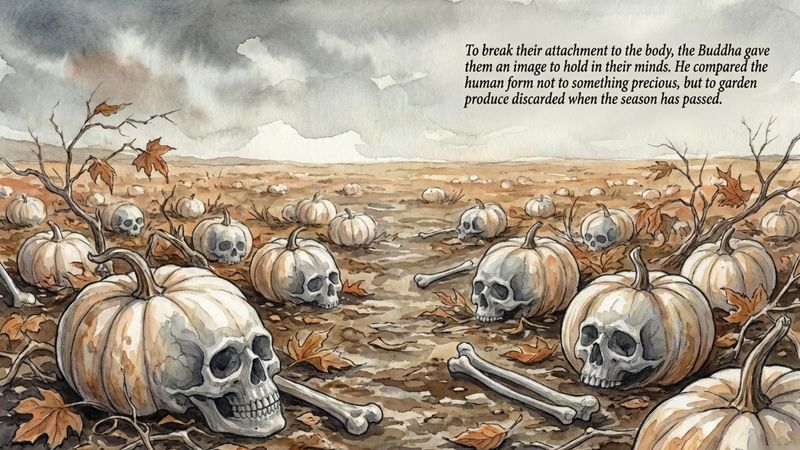 To break their attachment to the body, the Buddha gave
them an image to hold in their minds. He compared the
human form not to something precious, but to garden
produce discarded when the season has passed.